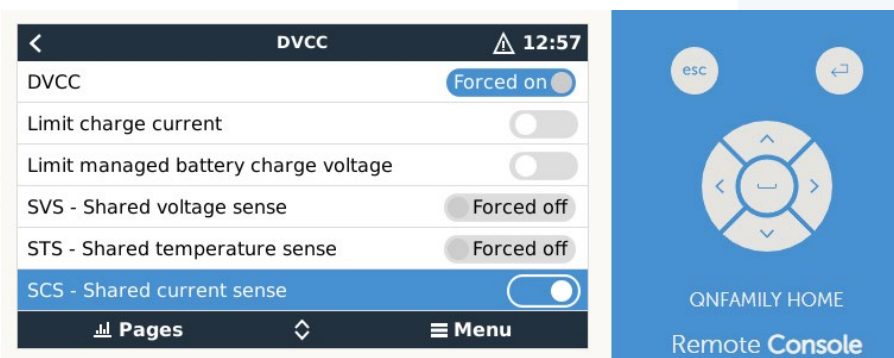 DVCC 12:57
DVCC Forced on
Limit charge current
Limit managed battery charge voltage
SVS - Shared voltage sense Forced off
STS - Shared temperature sense Forced off
SCS - Shared current sense
Pages Menu
esc
QNFAMILY HOME
Remote Console